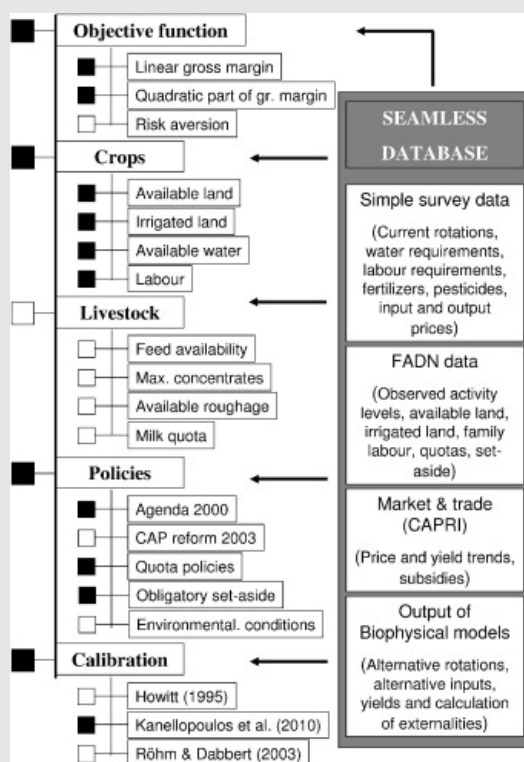 Objective function
Linear gross margin
Quadratic part of gr. margin
Risk aversion
Crops
Available land
Irrigated land
Available water
Labour
Livestock
Feed availability
Max. concentrates
Available roughage
Milk quota
Policies
Agenda 2000
CAP reform 2003
Quota policies
Obligatory set-aside
Environmental. conditions
Calibration
Howitt (1995)
Kanellopoulos et al. (2010)
Röhm & Dabbert (2003)
SEAMLESS
DATABASE
Simple survey data
(Current rotations,
water requirements,
labour requirements,
fertilizers, pesticides,
input and output
prices)
FADN data
(Observed activity
levels, available land,
irrigated land, family
labour, quotas, set-
aside)
Market & trade
(CAPRI)
(Price and yield trends,
subsidies)
Output of
Biophysical models
(Alternative rotations,
alternative inputs,
yields and calculation
of externalities)